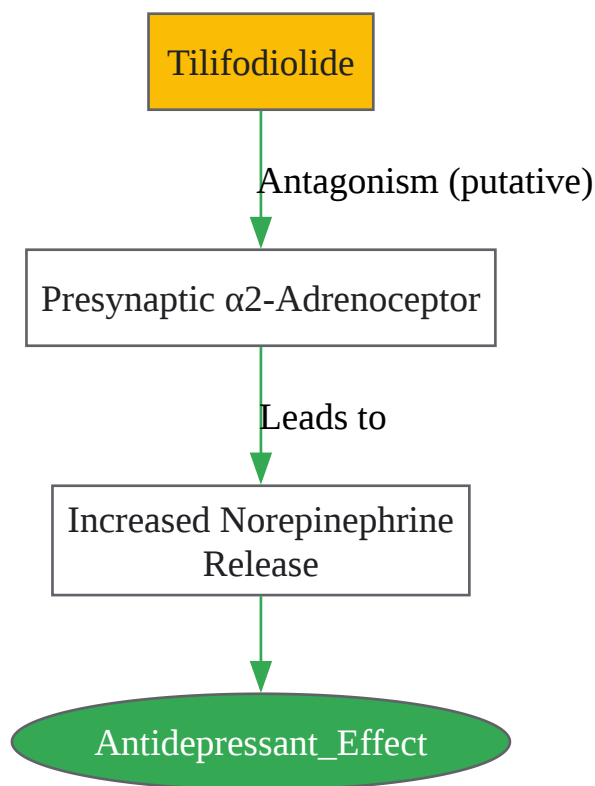 Tilifodiolide
Antagonism (putative)
Presynaptic α2-Adrenoceptor
Leads to
Increased Norepinephrine
Release
Antidepressant_Effect